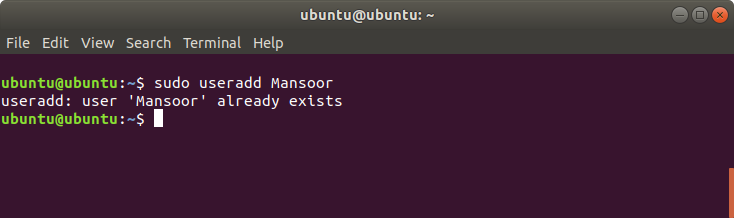 ubuntu@ubuntu: ~
File Edit View Search Terminal Help
ubuntu@ubuntu:~$ sudo useradd Mansoor
useradd: user 'Mansoor' already exists
ubuntu@ubuntu:~$